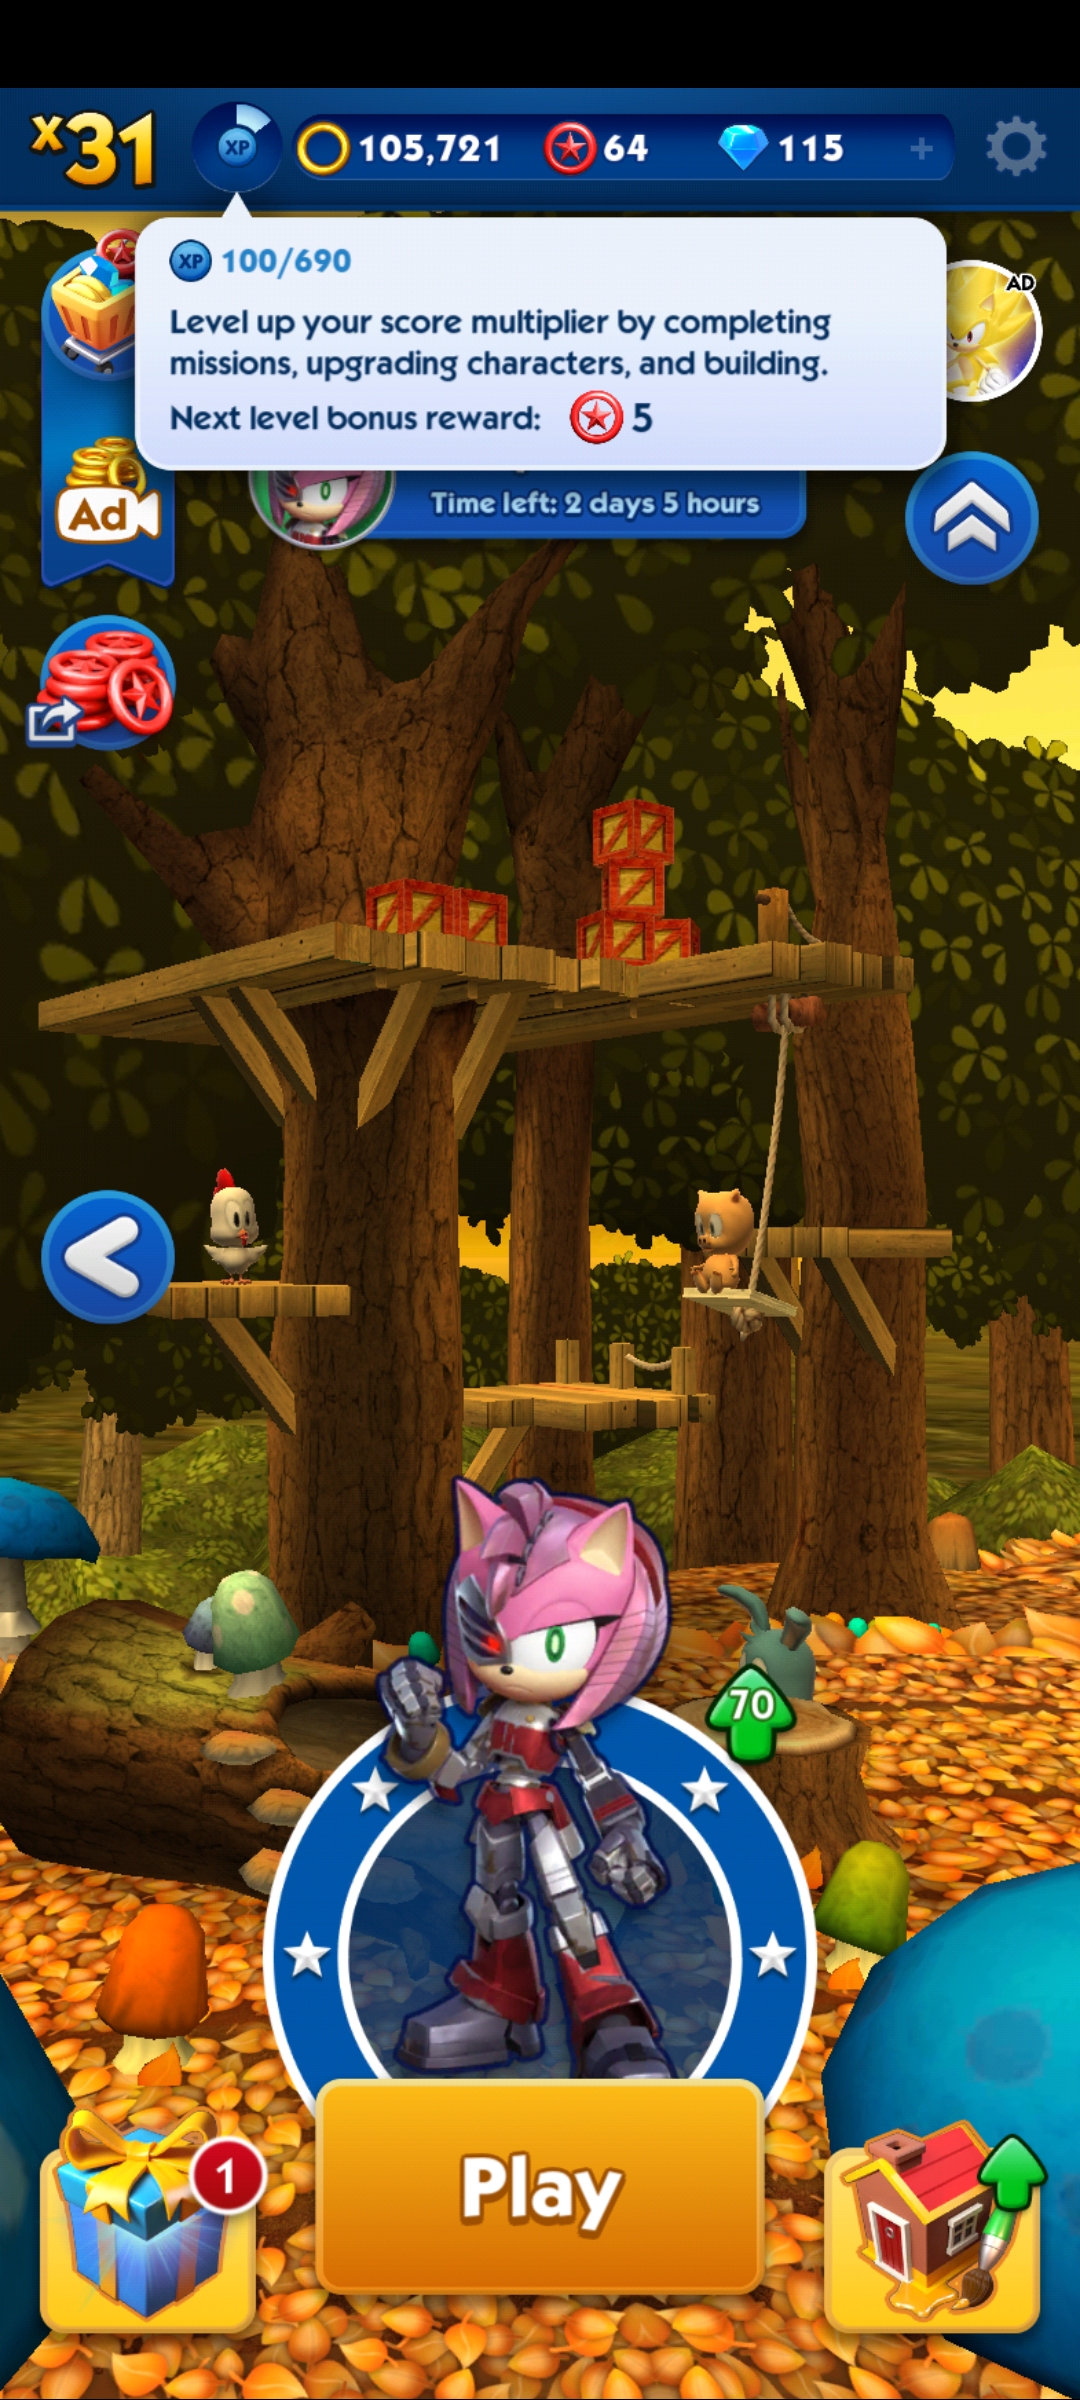 x31
XP
105,721
64
115
+
XP 100/690
Level up your score multiplier by completing
missions, upgrading characters, and building.
Next level bonus reward: 5
AD
Time left: 2 days 5 hours
Ad
70
1
Play